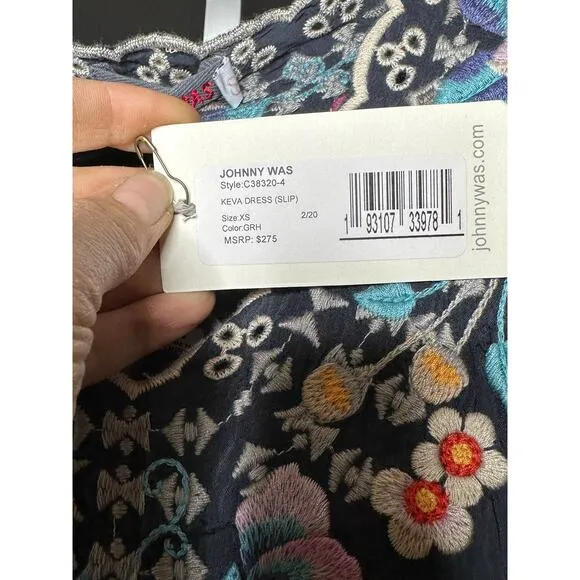 JOHNNY WAS
Style:C38320-4
KEVA DRESS (SLIP)
Size:XS 2/20
Color:GRH
MSRP: $275
1 93107 33978 1
johnnywas.com